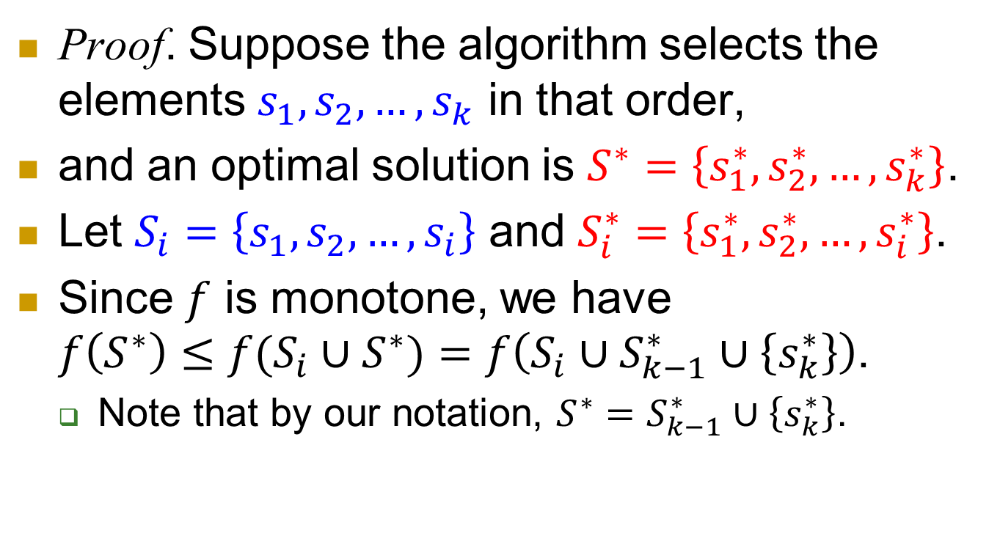 Proof. Suppose the algorithm selects the
elements $s_1, s_2, \dots, s_k$ in that order,
and an optimal solution is $S^* = \{s_1^*, s_2^*, \dots, s_k^*\}$.
Let $S_i = \{s_1, s_2, \dots, s_i\}$ and $S_i^* = \{s_1^*, s_2^*, \dots, s_i^*\}$.
Since $f$ is monotone, we have
$f(S^*) \leq f(S_i \cup S^*) = f(S_i \cup S_{k-1}^* \cup \{s_k^*\})$.
Note that by our notation, $S^* = S_{k-1}^* \cup \{s_k^*\}$.